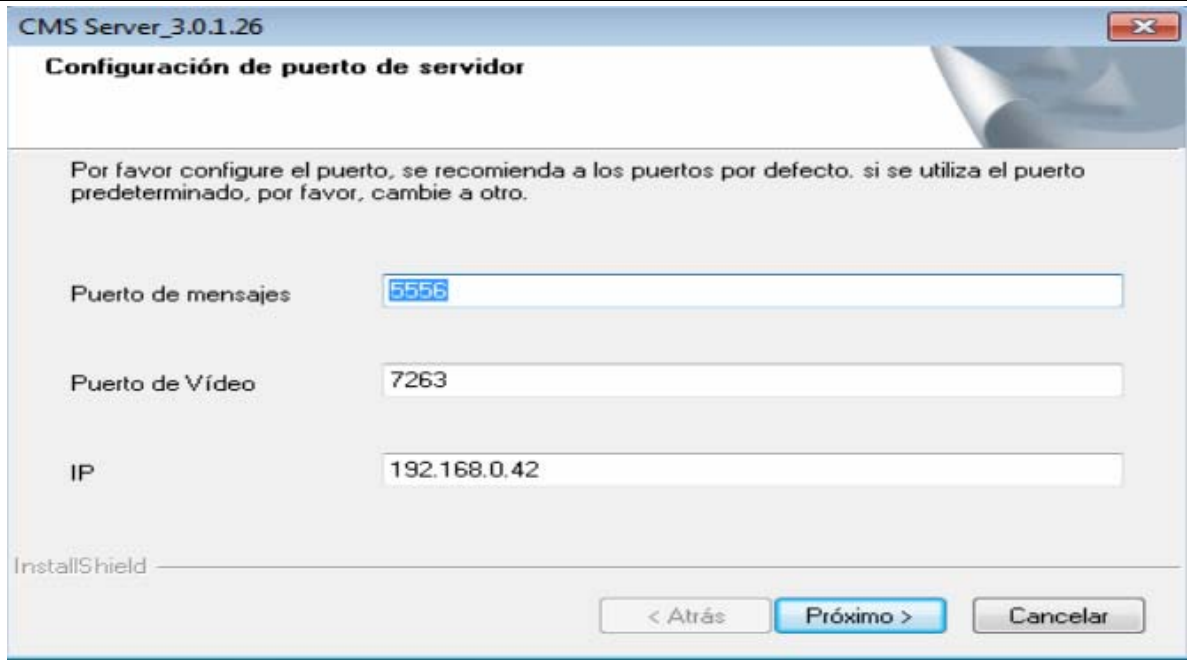 CMS Server_3.0.1.26
Configuración de puerto de servidor
Por favor configure el puerto, se recomienda a los puertos por defecto. si se utiliza el puerto
predeterminado, por favor, cambie a otro.
Puerto de mensajes 5556
Puerto de Vídeo 7263
IP 192.168.0.42
InstallShield
< Atrás Próximo > Cancelar